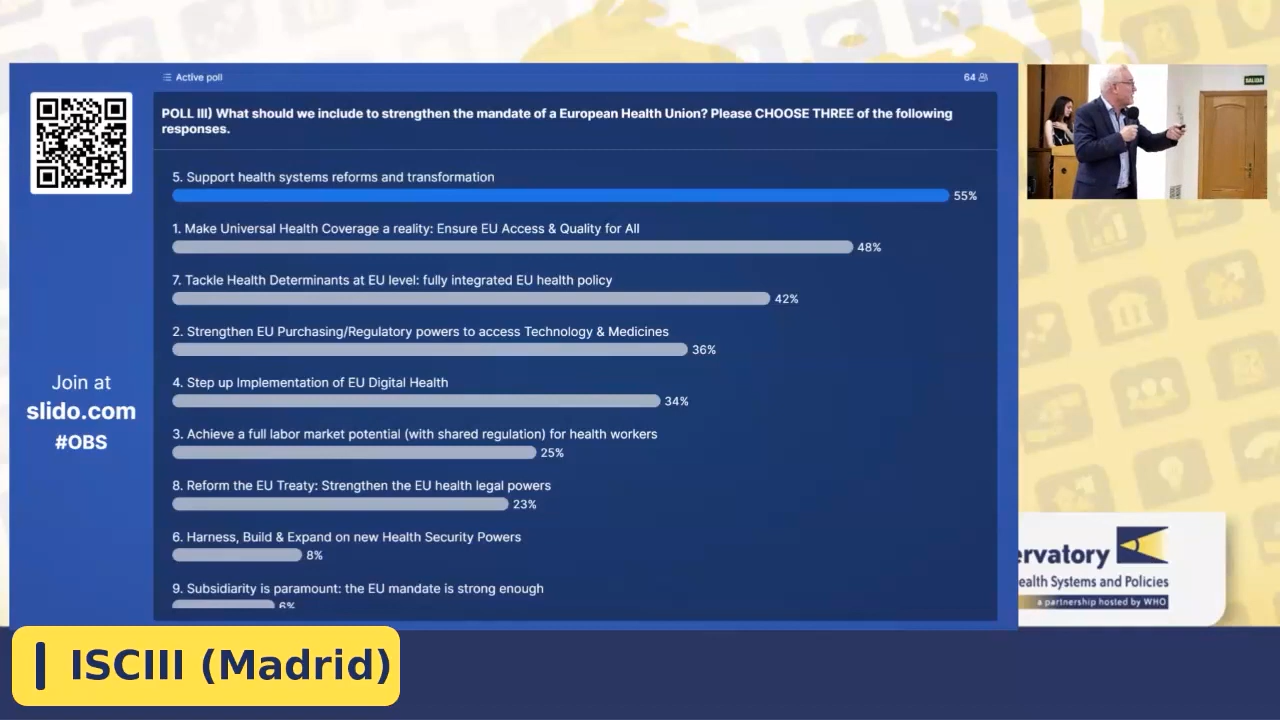 Active poll
64
POLL III) What should we include to strengthen the mandate of a European Health Union? Please CHOOSE THREE of the following
responses.
5. Support health systems reforms and transformation
55%
1. Make Universal Health Coverage a reality: Ensure EU Access & Quality for All
48%
7. Tackle Health Determinants at EU level: fully integrated EU health policy
42%
2. Strengthen EU Purchasing/Regulatory powers to access Technology & Medicines
36%
4. Step up Implementation of EU Digital Health
34%
3. Achieve a full labor market potential (with shared regulation) for health workers
25%
8. Reform the EU Treaty: Strengthen the EU health legal powers
23%
6. Harness, Build & Expand on new Health Security Powers
8%
9. Subsidiarity is paramount: the EU mandate is strong enough
6%
Join at
slido.com
#OBS
SALIDA
ervatory
ealth Systems and Policies
a partnership hosted by WHO
ISCIII (Madrid)